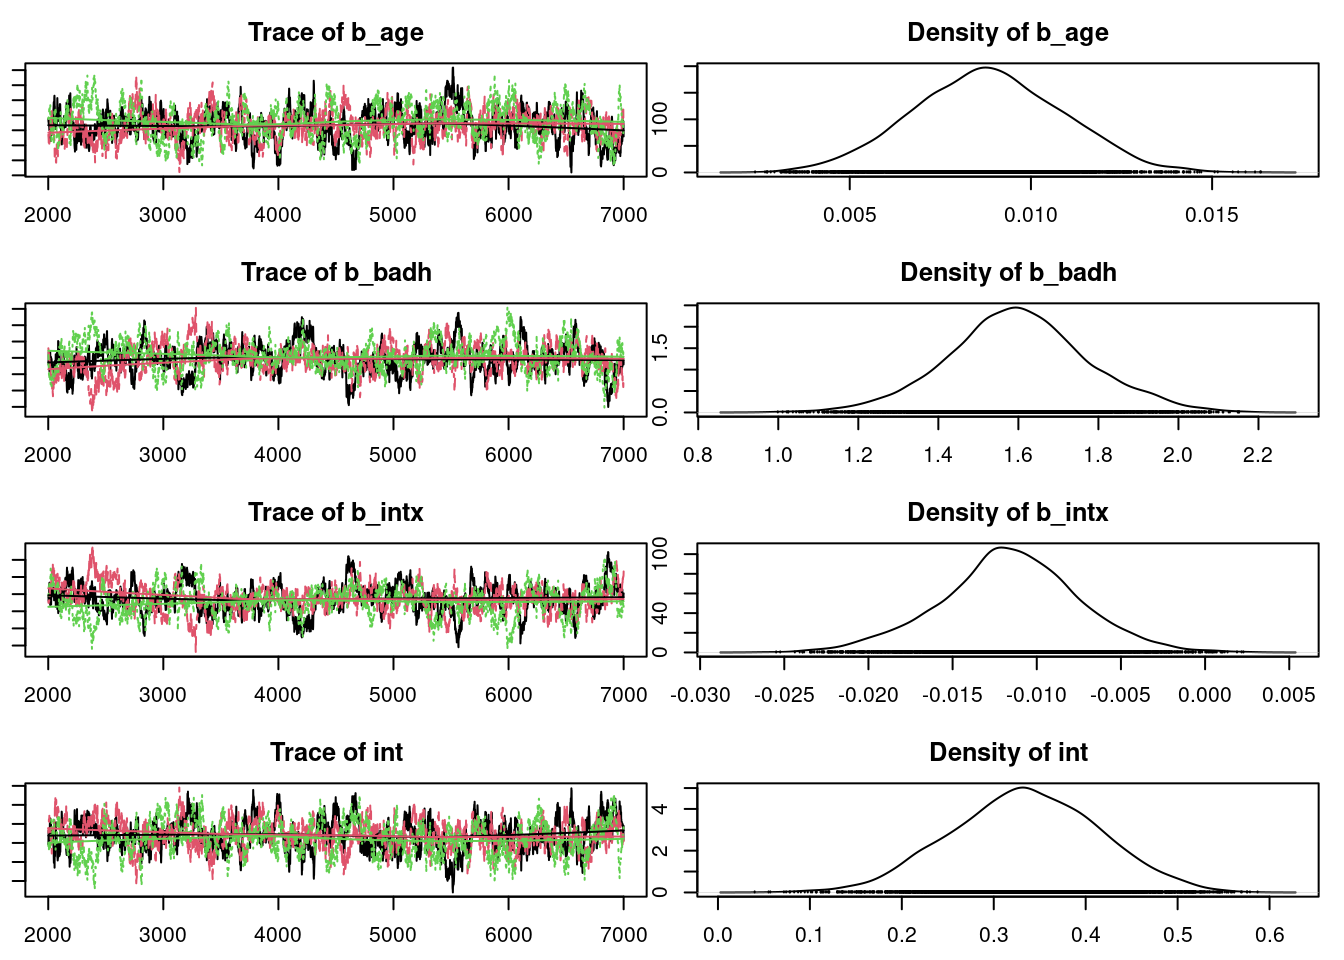 Trace of b_age
2000 3000 4000 5000 6000 7000
Density of b_age
0 100
0.005 0.010 0.015
Trace of b_badh
2000 3000 4000 5000 6000 7000
Density of b_badh
0.0 1.5
0.8 1.0 1.2 1.4 1.6 1.8 2.0 2.2
Trace of b_intx
2000 3000 4000 5000 6000 7000
Density of b_intx
0 40 100
-0.030 -0.025 -0.020 -0.015 -0.010 -0.005 0.000 0.005
Trace of int
2000 3000 4000 5000 6000 7000
Density of int
0 2 4
0.0 0.1 0.2 0.3 0.4 0.5 0.6